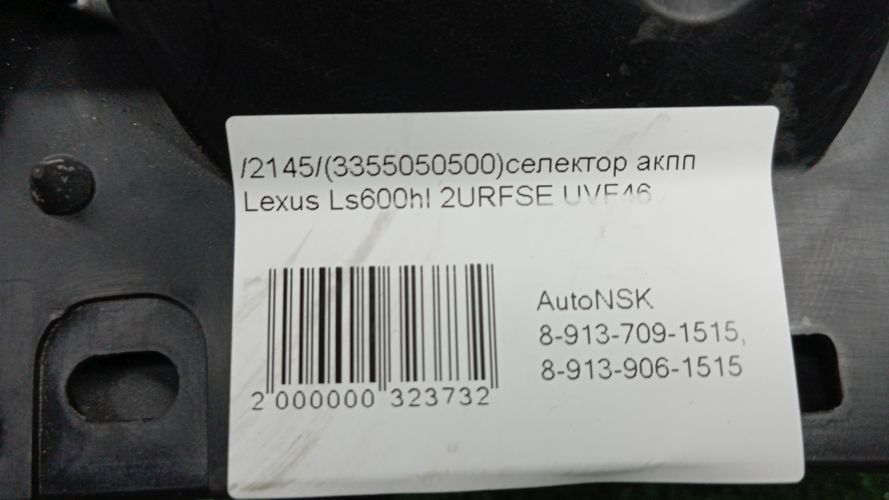 /2145/(3355050500)селектор акпп
Lexus Ls600hl 2URFSE UVF46
AutoNSK
8-913-709-1515,
8-913-906-1515
2 000000 323732